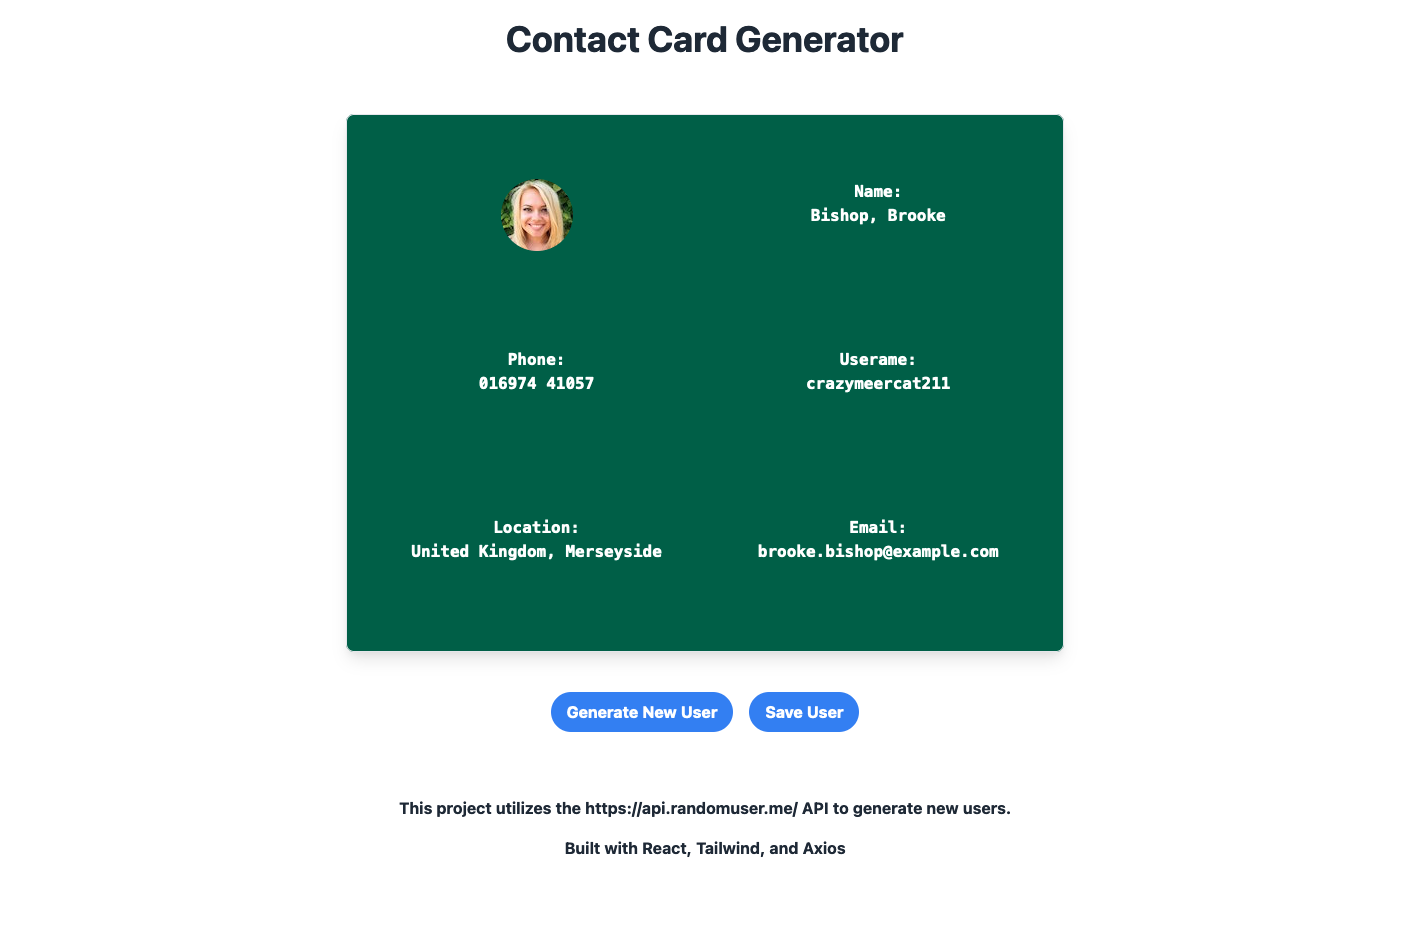 Contact Card Generator
Name:
Bishop, Brooke
Phone:
016974 41057
Userame:
crazymeercat211
Location:
United Kingdom, Merseyside
Email:
brooke.bishop@example.com
Generate New User
Save User
This project utilizes the https://api.randomuser.me/ API to generate new users.
Built with React, Tailwind, and Axios